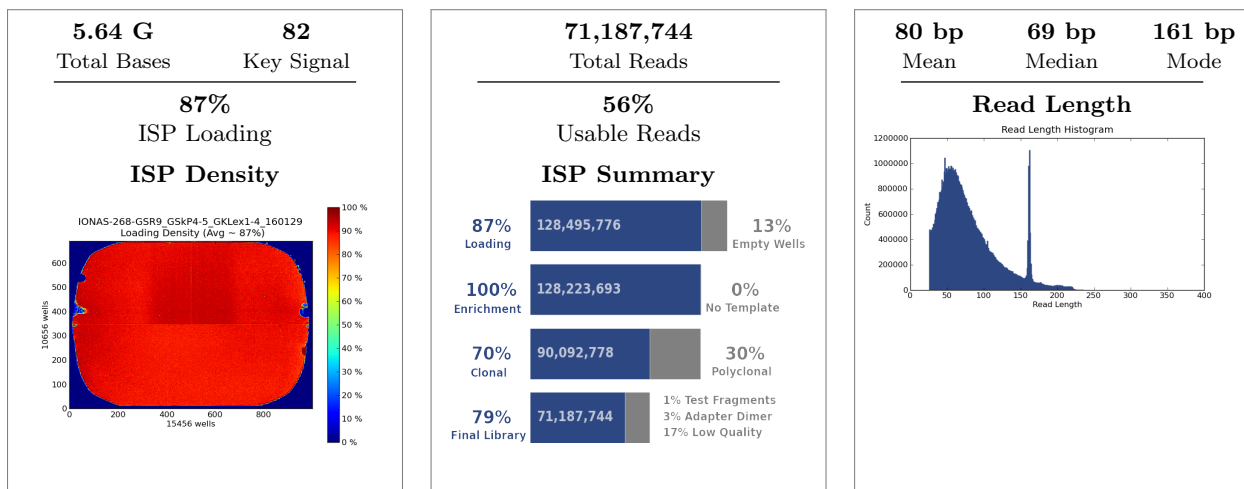 5.64 G
Total Bases
82
Key Signal
87%
ISP Loading
ISP Density
IONAS-268-GSR9_GSkP4-5_GKLex1-4_160129
Loading Density (Avg ~ 87%)
10656 wells
600
500
400
300
200
100
0
0 200 400 600 800
15456 wells
100 %
90 %
80 %
70 %
60 %
50 %
40 %
30 %
20 %
10 %
0 %
71,187,744
Total Reads
56%
Usable Reads
ISP Summary
87%
Loading
128,495,776
13%
Empty Wells
100%
Enrichment
128,223,693
0%
No Template
70%
Clonal
90,092,778
30%
Polyclonal
79%
Final Library
71,187,744
1% Test Fragments
3% Adapter Dimer
17% Low Quality
80 bp
Mean
69 bp
Median
161 bp
Mode
Read Length
Read Length Histogram
Count
1200000
1000000
800000
600000
400000
200000
0
0 50 100 150 200 250 300 350 400
Read Length